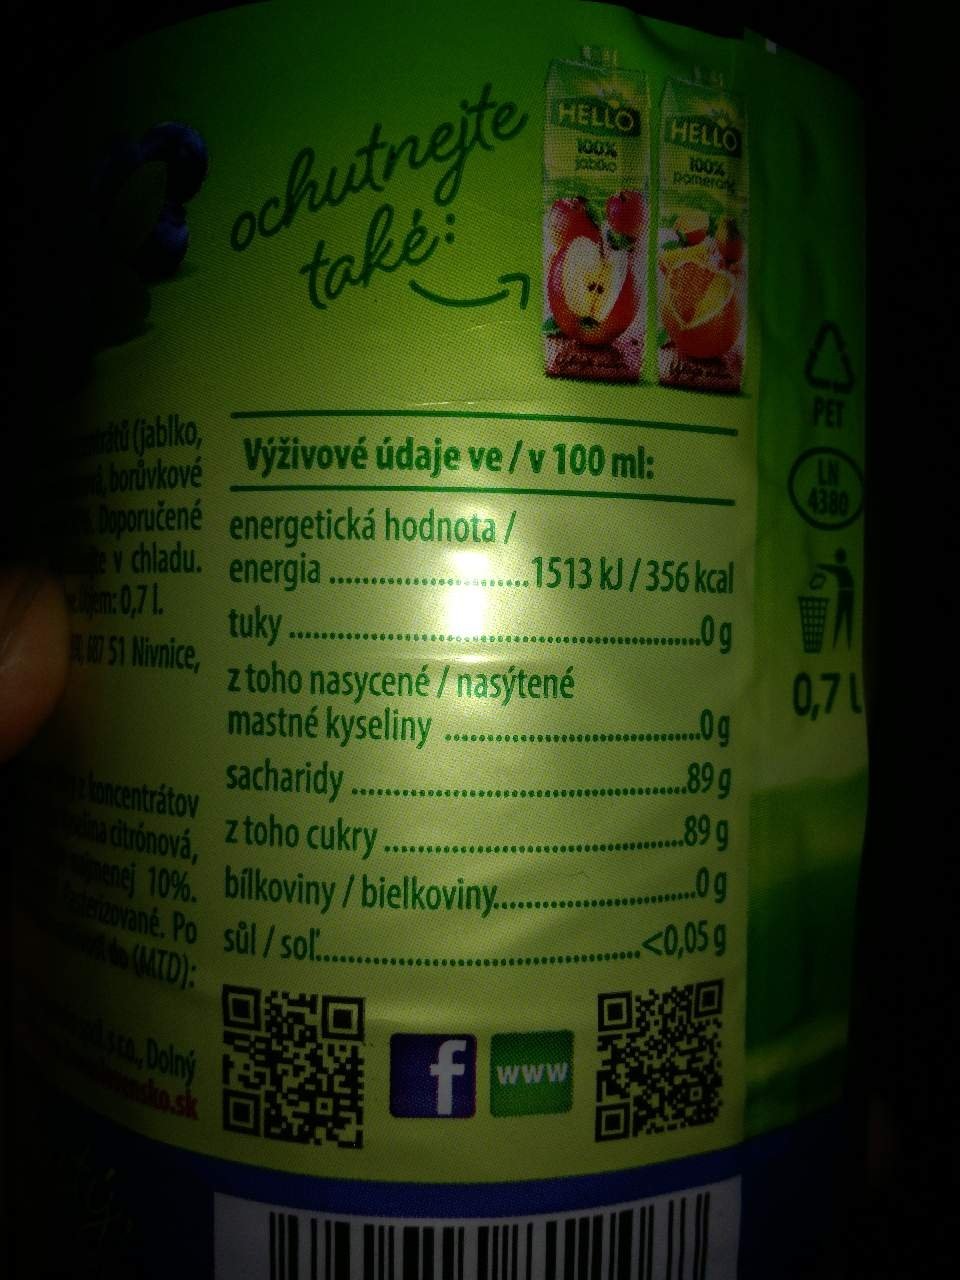 ochutnejte
také:
HELLO
100%
jablko
HELLO
100%
pomeranč
(jablko,
borůvkové
Doporučené
v chladu.
0,7 l.
51 Nivnice,
koncentrátov
citrónová,
10%.
Po
(MTD):
s.r.o., Dolný
Výživové údaje ve / v 100 ml:
energetická hodnota /
energia ........................ 1513 kJ / 356 kcal
tuky ........................ 0 g
z toho nasycené / nasýtené
mastné kyseliny ........................ 0 g
sacharidy ........................ 89 g
z toho cukry ........................ 89 g
bílkoviny / bielkoviny ........................ 0 g
sůl / soľ ........................ <0,05 g
f
www
PET
LN
4380
0,7 L